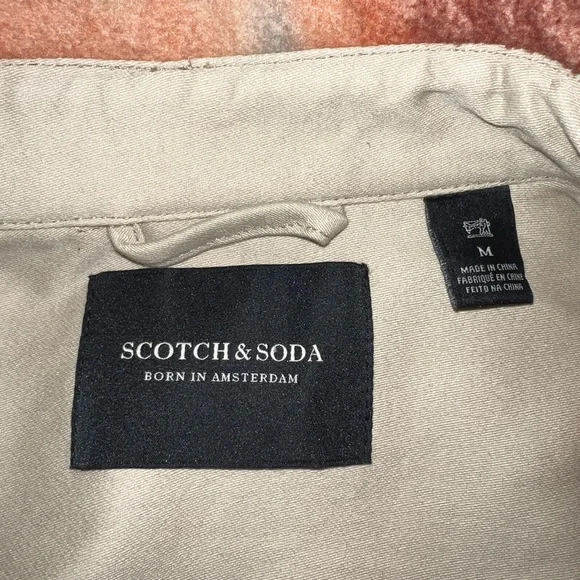 SCOTCH & SODA
BORN IN AMSTERDAM
M
MADE IN CHINA
FABRIQUÉ EN CHINE
FEITO NA CHINA